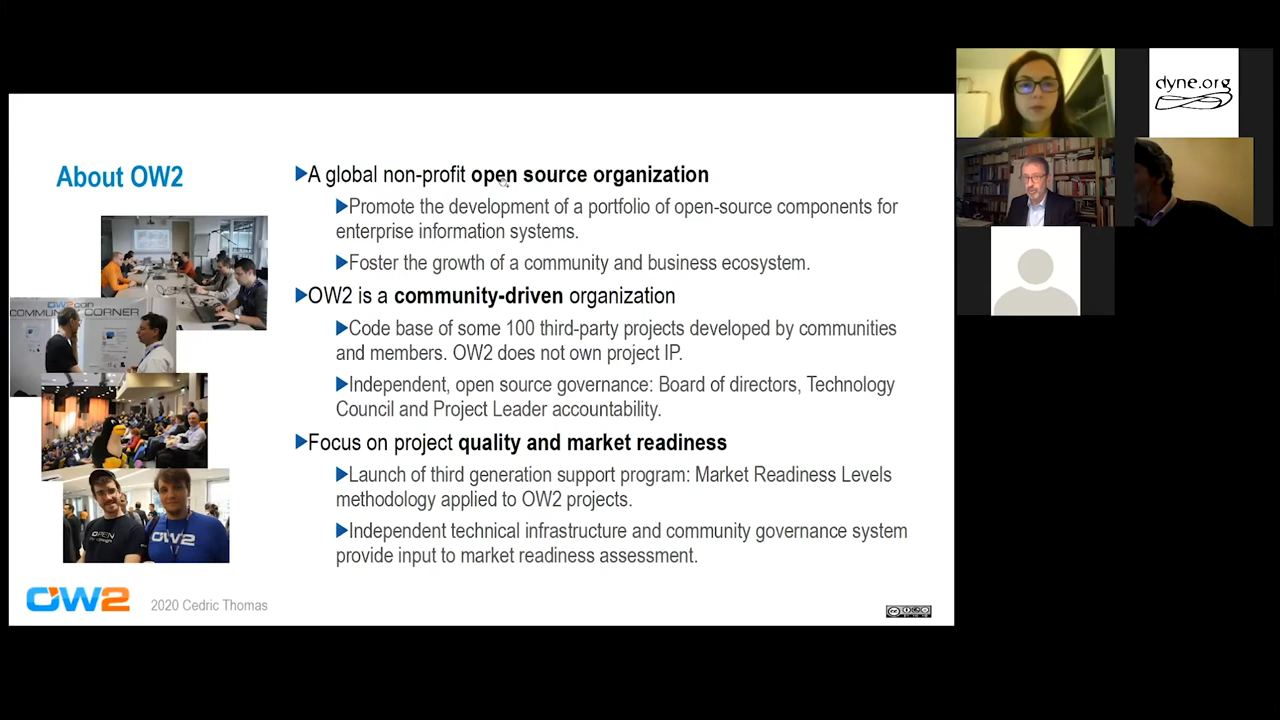 About OW2
▶A global non-profit open source organization
▶Promote the development of a portfolio of open-source components for
enterprise information systems.
▶Foster the growth of a community and business ecosystem.
▶OW2 is a community-driven organization
▶Code base of some 100 third-party projects developed by communities
and members. OW2 does not own project IP.
▶Independent, open source governance: Board of directors, Technology
Council and Project Leader accountability.
▶Focus on project quality and market readiness
▶Launch of third generation support program: Market Readiness Levels
methodology applied to OW2 projects.
▶Independent technical infrastructure and community governance system
provide input to market readiness assessment.
OW2con
COMMUNITY CORNER
OPEN
OW2
OW2
2020 Cedric Thomas
dyne.org